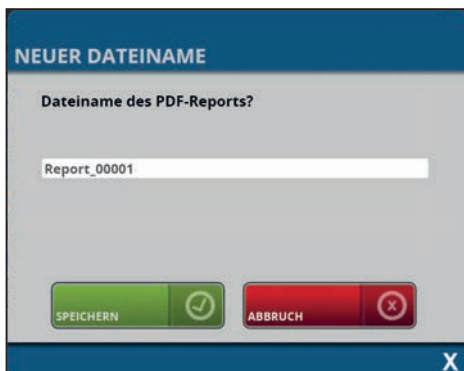 NEUER DATEINAME
Dateiname des PDF-Reports?
Report_00001
SPEICHERN
ABBRUCH
X